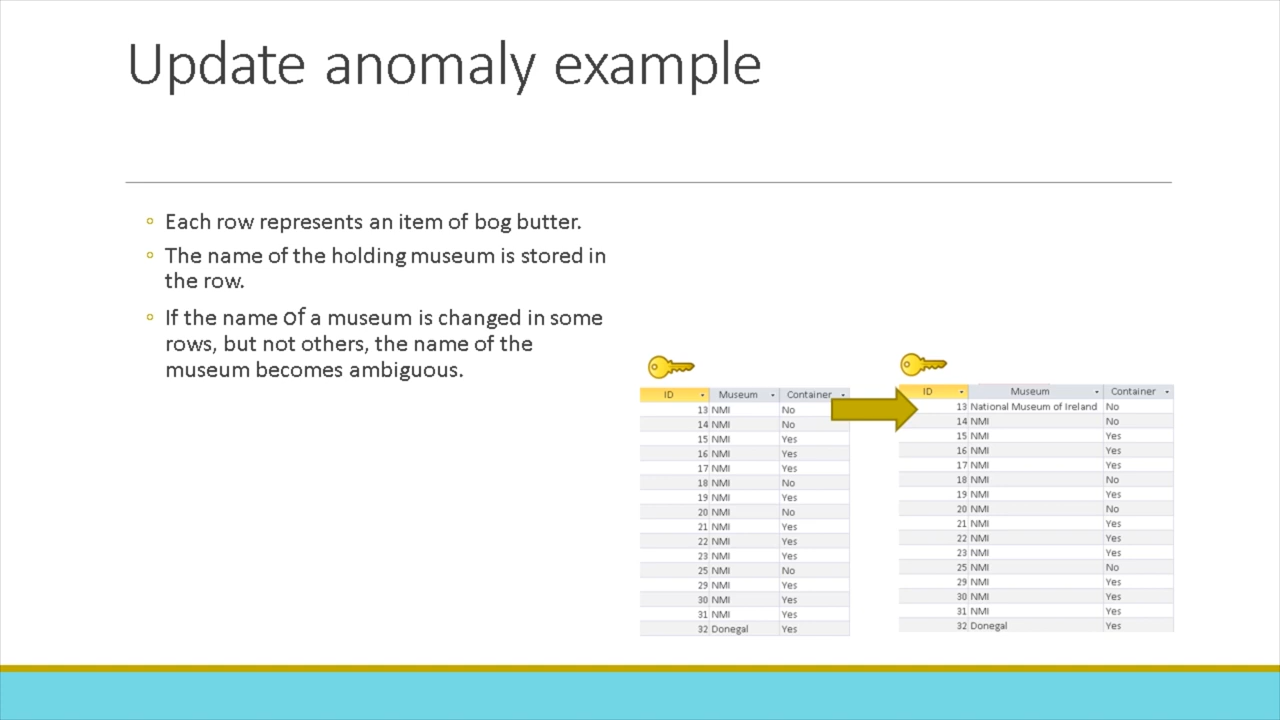 Update anomaly example
◦ Each row represents an item of bog butter.
◦ The name of the holding museum is stored in
the row.
◦ If the name of a museum is changed in some
rows, but not others, the name of the
museum becomes ambiguous.
ID Museum Container
13 NMI No
14 NMI No
15 NMI Yes
16 NMI Yes
17 NMI Yes
18 NMI No
19 NMI Yes
20 NMI No
21 NMI Yes
22 NMI Yes
23 NMI Yes
25 NMI No
29 NMI Yes
30 NMI Yes
31 NMI Yes
32 Donegal Yes
ID Museum Container
13 National Museum of Ireland No
14 NMI No
15 NMI Yes
16 NMI Yes
17 NMI Yes
18 NMI No
19 NMI Yes
20 NMI No
21 NMI Yes
22 NMI Yes
23 NMI Yes
25 NMI No
29 NMI Yes
30 NMI Yes
31 NMI Yes
32 Donegal Yes